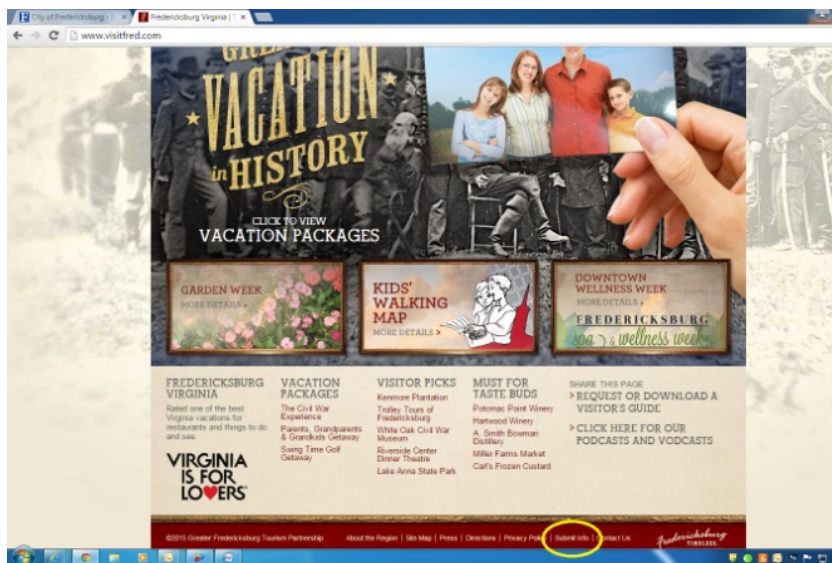 City of Fredericksburg - E
Fredericksburg Virginia | T
www.visitfred.com
VACATION
in HISTORY
CLICK TO VIEW
VACATION PACKAGES
GARDEN WEEK
MORE DETAILS >
KIDS'
WALKING
MAP
MORE DETAILS >
DOWNTOWN
WELLNESS WEEK
MORE DETAILS >
FREDERICKSBURG
spa & wellness week
FREDERICKSBURG
VIRGINIA
Rated one of the best
Virginia vacations for
restaurants and things to do
and see.
VIRGINIA
IS FOR
LOVERS
VACATION
PACKAGES
The Civil War
Experience
Parents, Grandparents
& Grandkids Getaway
Swing Time Golf
Getaway
VISITOR PICKS
Kenmore Plantation
Trolley Tours of
Fredericksburg
White Oak Civil War
Museum
Riverside Center
Dinner Theatre
Lake Anna State Park
MUST FOR
TASTE BUDS
Potomac Point Winery
Hartwood Winery
A. Smith Bowman
Distillery
Miller Farms Market
Carl's Frozen Custard
SHARE THIS PAGE
> REQUEST OR DOWNLOAD A
VISITOR'S GUIDE
> CLICK HERE FOR OUR
PODCASTS AND VODCASTS
©2015 Greater Fredericksburg Tourism Partnership About the Region | Site Map | Press | Directions | Privacy Policy | Submit Info | Contact Us
Fredericksburg
TIMELESS.